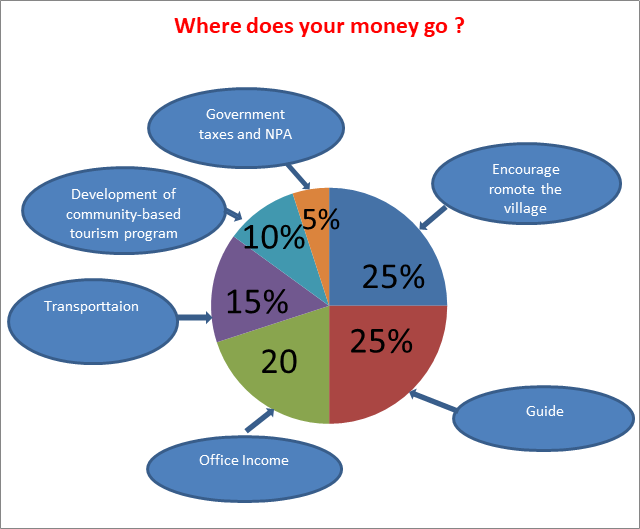 Where does your money go ?
Government
taxes and NPA
Encourage
romote the
village
Development of
community-based
tourism program
5%
10%
25%
Transporttaion
15%
25%
20
Guide
Office Income